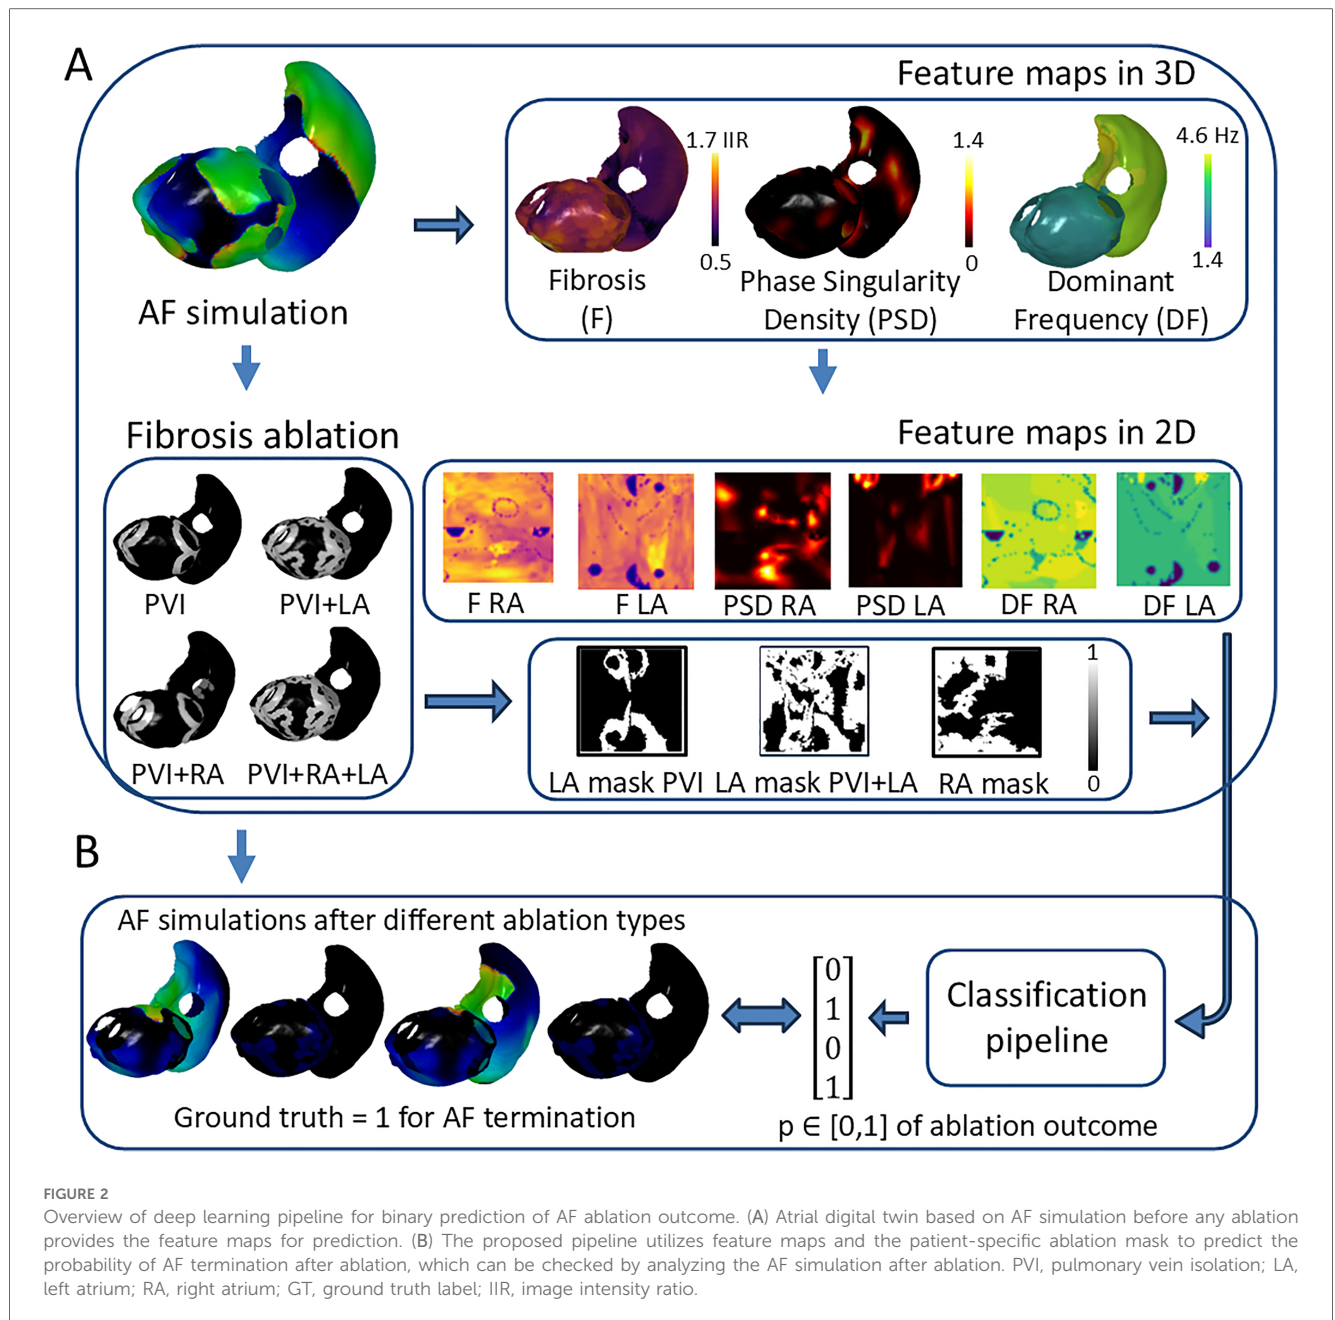 A
Feature maps in 3D
1.7 IIR
0.5
1.4
0
4.6 Hz
1.4
Fibrosis
(F)
Phase Singularity
Density (PSD)
Dominant
Frequency (DF)
AF simulation
Fibrosis ablation
PVI
PVI+LA
PVI+RA
PVI+RA+LA
Feature maps in 2D
F RA
F LA
PSD RA
PSD LA
DF RA
DF LA
LA mask PVI
LA mask PVI+LA
RA mask
1
0
B
AF simulations after different ablation types
Ground truth = 1 for AF termination
0
1
0
1
p ∈ [0,1] of ablation outcome
Classification
pipeline
FIGURE 2
Overview of deep learning pipeline for binary prediction of AF ablation outcome. (A) Atrial digital twin based on AF simulation before any ablation
provides the feature maps for prediction. (B) The proposed pipeline utilizes feature maps and the patient-specific ablation mask to predict the
probability of AF termination after ablation, which can be checked by analyzing the AF simulation after ablation. PVI, pulmonary vein isolation; LA,
left atrium; RA, right atrium; GT, ground truth label; IIR, image intensity ratio.